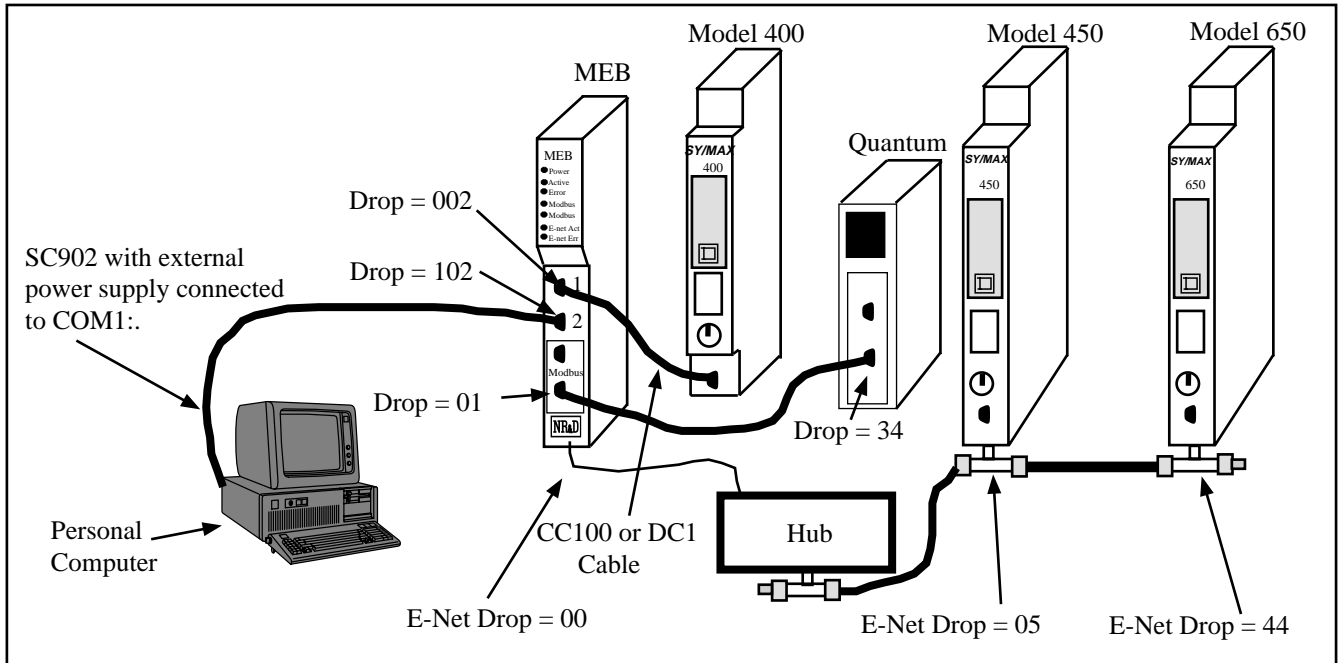 Model 400
Model 450
Model 650
MEB
SY/MAX
400
Quantum
SY/MAX
450
SY/MAX
650
MEB
Power
Active
Error
Modbus
Modbus
E-net Act
E-net Err
Drop = 002
SC902 with external
power supply connected
to COM1:.
Drop = 102
1
2
Modbus
Drop = 01
NR&D
Drop = 34
Personal
Computer
CC100 or DC1
Cable
Hub
E-Net Drop = 00
E-Net Drop = 05
E-Net Drop = 44